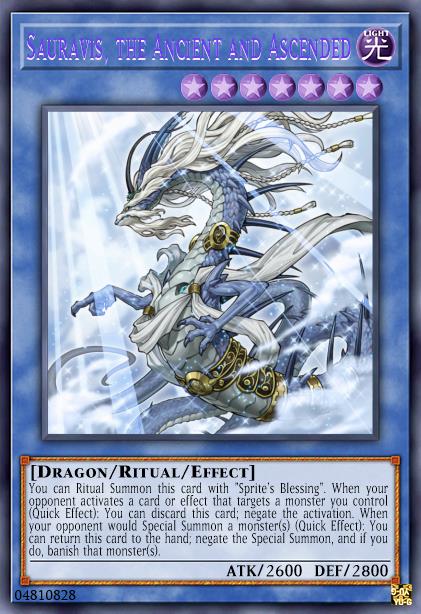 Sauravis, the Ancient and Ascended
LIGHT
光
[Dragon/Ritual/Effect]
You can Ritual Summon this card with "Sprite's Blessing". When your
opponent activates a card or effect that targets a monster you control
(Quick Effect): You can discard this card; negate the activation. When
your opponent would Special Summon a monster(s) (Quick Effect): You
can return this card to the hand; negate the Special Summon, and if you
do, banish that monster(s).
ATK/2600 DEF/2800
04810828